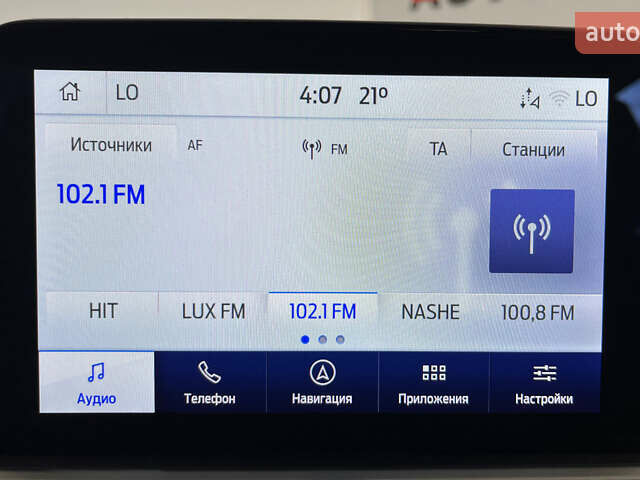 auto
LO 4:07 21º LO
Источники AF FM TA Станции
102.1 FM
HIT LUX FM 102.1 FM NASHE 100,8 FM
Аудио Телефон Навигация Приложения Настройки